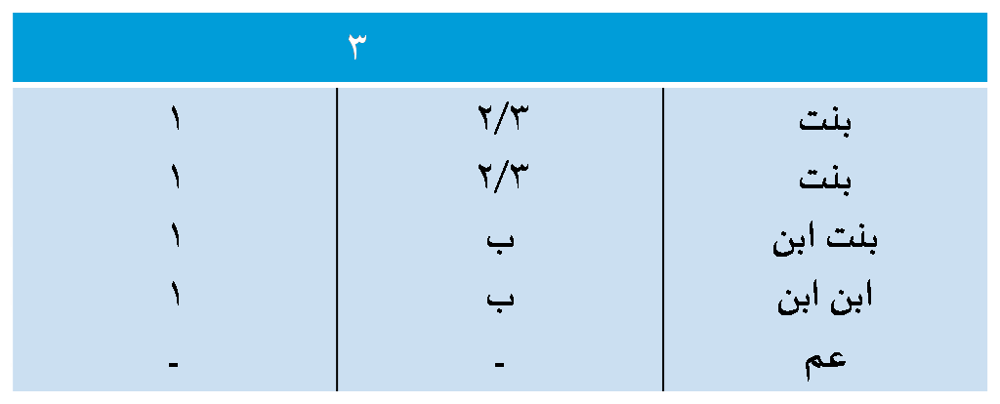 ٣
بنت ٢/٣ ١
بنت ٢/٣ ١
بنت ابن ب ١
ابن ابن ب ١
عم - -